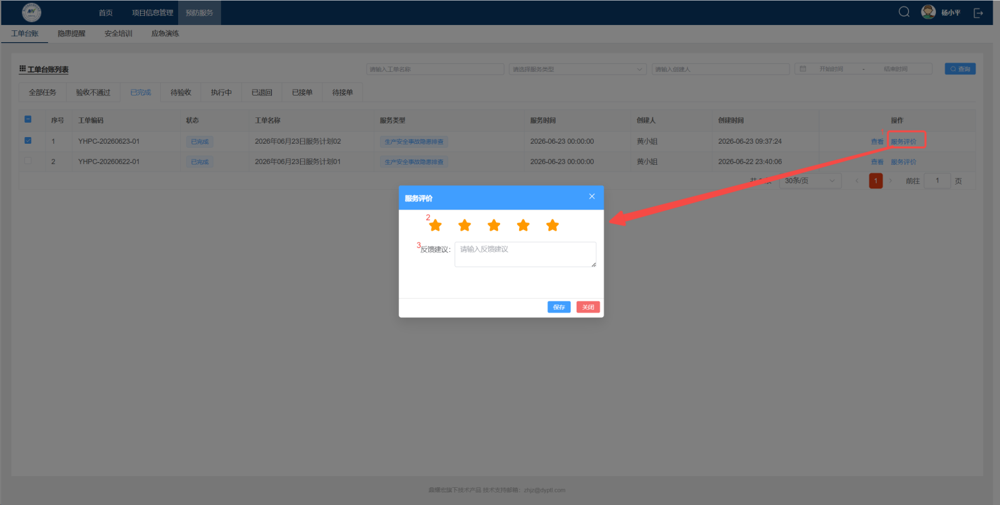 首页 项目信息管理 预防服务 杨小平
工单台账 隐患提醒 安全培训 应急演练
工单台账列表 请输入工单名称 请选择服务类型 请输入创建人 开始时间 - 结束时间 查询
全部任务 验收不通过 已完成 待验收 执行中 已退回 已接单 待接单
序号 工单编码 状态 工单名称 服务类型 服务时间 创建人 创建时间 操作
1
1 YHPC-20260623-01 已完成 2026年06月23日服务计划02 生产安全事故隐患排查 2026-06-23 00:00:00 黄小姐 2026-06-23 09:37:24 查看 服务评价
2 YHPC-20260622-01 已完成 2026年06月23日服务计划01 生产安全事故隐患排查 2026-06-23 00:00:00 黄小姐 2026-06-22 23:40:06 查看 服务评价
30条/页 1 前往 1 页
服务评价
2
3 反馈建议: 请输入反馈建议
保存 关闭
旗下技术产品 技术支持邮箱: zhjz@dyptl.com